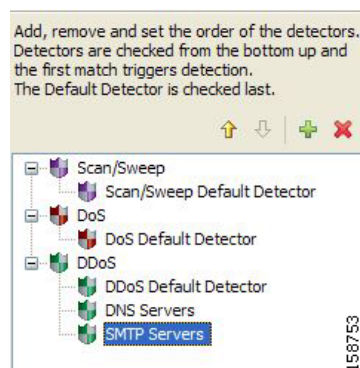 Add, remove and set the order of the detectors.
Detectors are checked from the bottom up and
the first match triggers detection.
The Default Detector is checked last.
Scan/Sweep
Scan/Sweep Default Detector
DoS
DoS Default Detector
DDoS
DDoS Default Detector
DNS Servers
SMTP Servers
158753